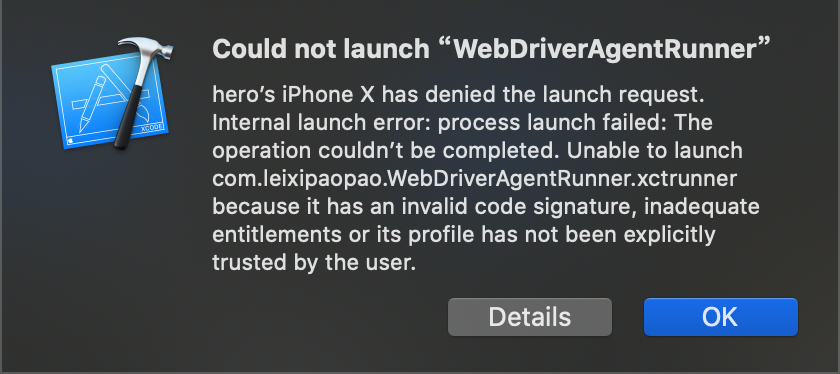 Could not launch “WebDriverAgentRunner”
hero’s iPhone X has denied the launch request.
Internal launch error: process launch failed: The
operation couldn’t be completed. Unable to launch
com.leixipaopao.WebDriverAgentRunner.xctrunner
because it has an invalid code signature, inadequate
entitlements or its profile has not been explicitly
trusted by the user.
XCODE
Details
OK